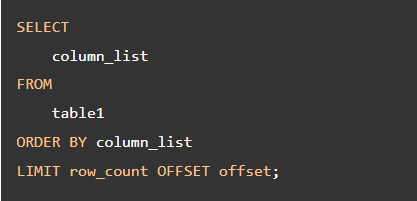 SELECT
    column_list
FROM
    table1
ORDER BY column_list
LIMIT row_count OFFSET offset;